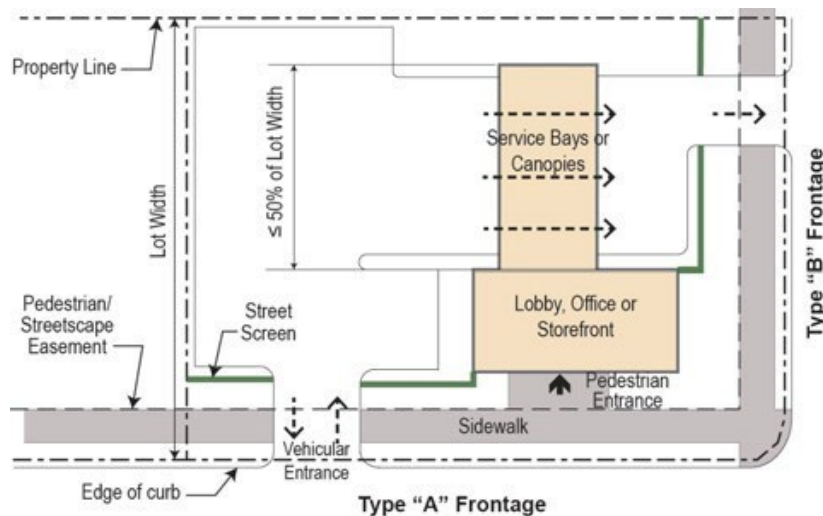 Property Line
Lot Width
≤ 50% of Lot Width
Service Bays or
Canopies
Type “B” Frontage
Pedestrian/
Streetscape
Easement
Street
Screen
Lobby, Office or
Storefront
Pedestrian
Entrance
Sidewalk
Vehicular
Entrance
Edge of curb
Type “A” Frontage